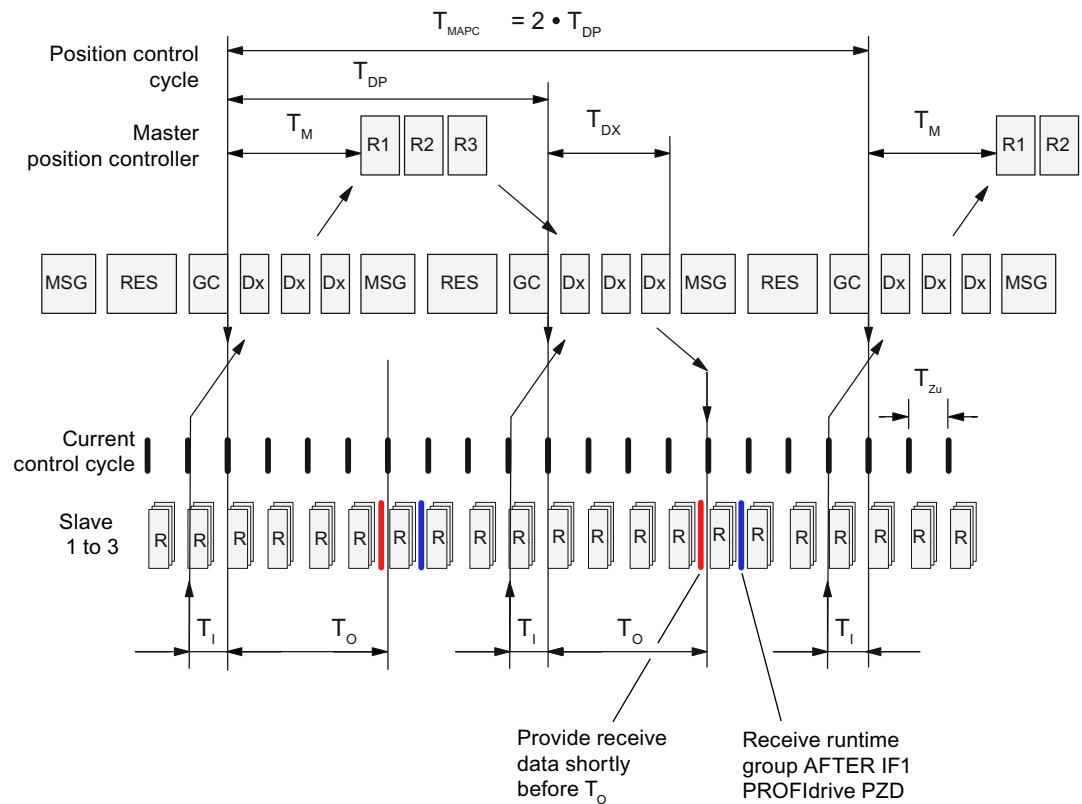 T_MAPC = 2 • T_DP
Position control
cycle
T_DP
Master
position controller
T_M
R1 R2 R3
T_DX
T_M
R1 R2
MSG RES GC Dx Dx Dx MSG RES GC Dx Dx Dx MSG RES GC Dx Dx Dx MSG
T_Zu
Current
control cycle
Slave
1 to 3
R R R R R R R R R R R R R R R R R R R R R
T_I T_O T_I T_O T_I
Provide receive
data shortly
before T_O
Receive runtime
group AFTER IF1
PROFIdrive PZD